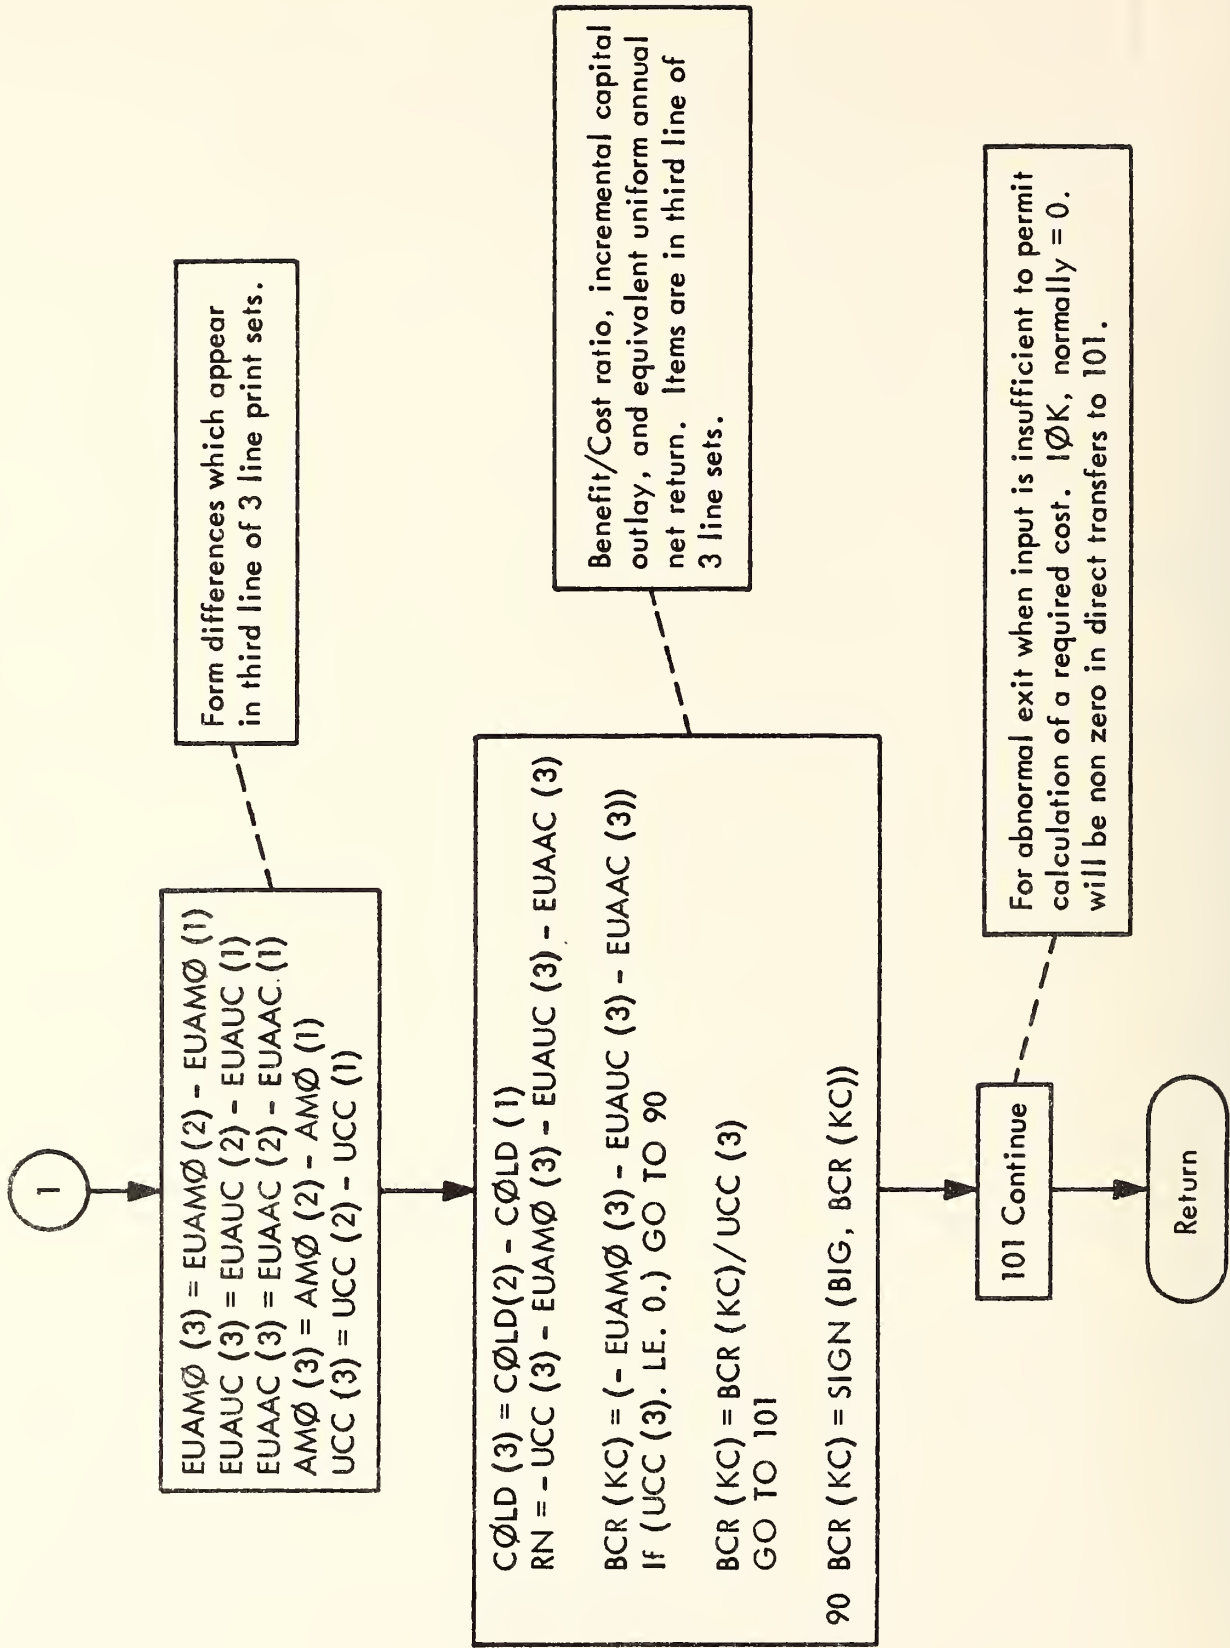 1
EUAMØ (3) = EUAMØ (2) - EUAMØ (1)
EUAUC (3) = EUAUC (2) - EUAUC (1)
EUAAC (3) = EUAAC (2) - EUAAC. (1)
AMØ (3) = AMØ (2) - AMØ (1)
UCC (3) = UCC (2) - UCC (1)
Form differences which appear
in third line of 3 line print sets.
CØLD (3) = CØLD(2) - CØLD (1)
RN = - UCC (3) - EUAMØ (3) - EUAUC (3) - EUAAC (3)
BCR (KC) = (- EUAMØ (3) - EUAUC (3) - EUAAC (3))
If (UCC (3). LE. 0.) GO TO 90
BCR (KC) = BCR (KC)/UCC (3)
GO TO 101
90 BCR (KC) = SIGN (BIG, BCR (KC))
Benefit/Cost ratio, incremental capital
outlay, and equivalent uniform annual
net return. Items are in third line of
3 line sets.
101 Continue
For abnormal exit when input is insufficient to permit
calculation of a required cost. IØK, normally = 0.
will be non zero in direct transfers to 101.
Return